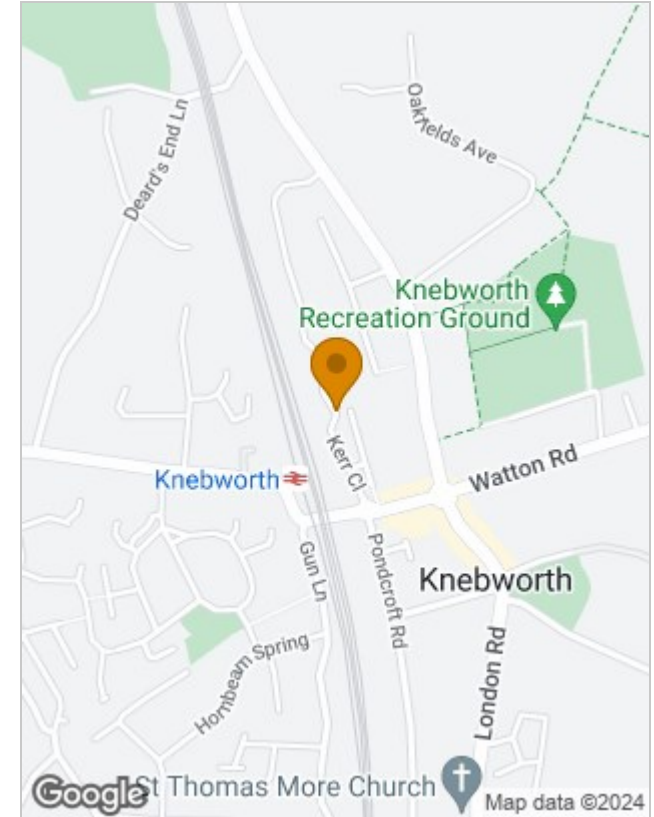 Oakfields Ave
Deard's End Ln
Knebworth
Recreation Ground
Kerr Cl
Knebworth
Watton Rd
Gun Ln
Pondcroft Rd
Knebworth
Hornbeam Spring
London Rd
St Thomas More Church
Google
Map data ©2024